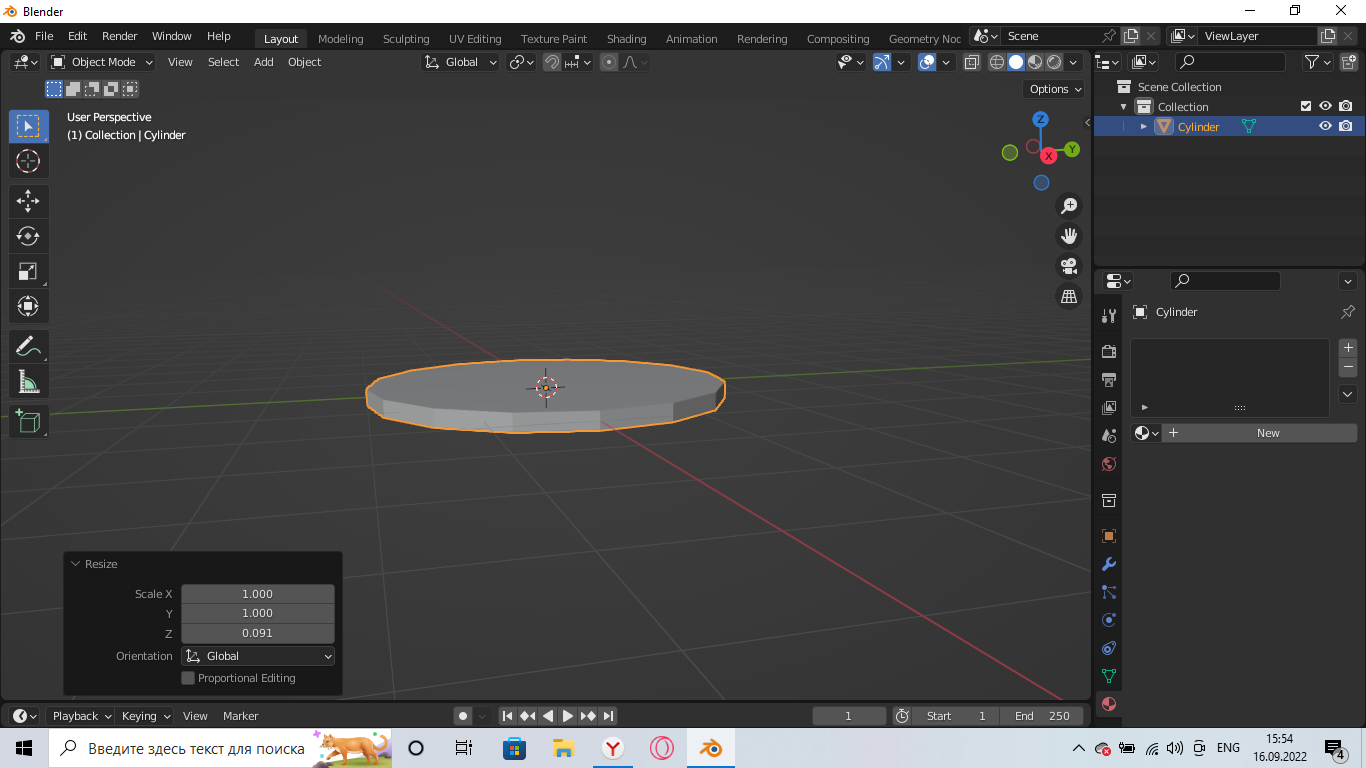 Blender
File Edit Render Window Help Layout Modeling Sculpting UV Editing Texture Paint Shading Animation Rendering Compositing Geometry Noc Scene ViewLayer
Object Mode View Select Add Object Global
Options
User Perspective
(1) Collection | Cylinder
Z
Y
X
Scene Collection
Collection
Cylinder
Cylinder
New
Resize
Scale X 1.000
Y 1.000
Z 0.091
Orientation Global
Proportional Editing
Playback Keying View Marker 1 Start 1 End 250
Введите здесь текст для поиска
ENG
15:54
16.09.2022
4